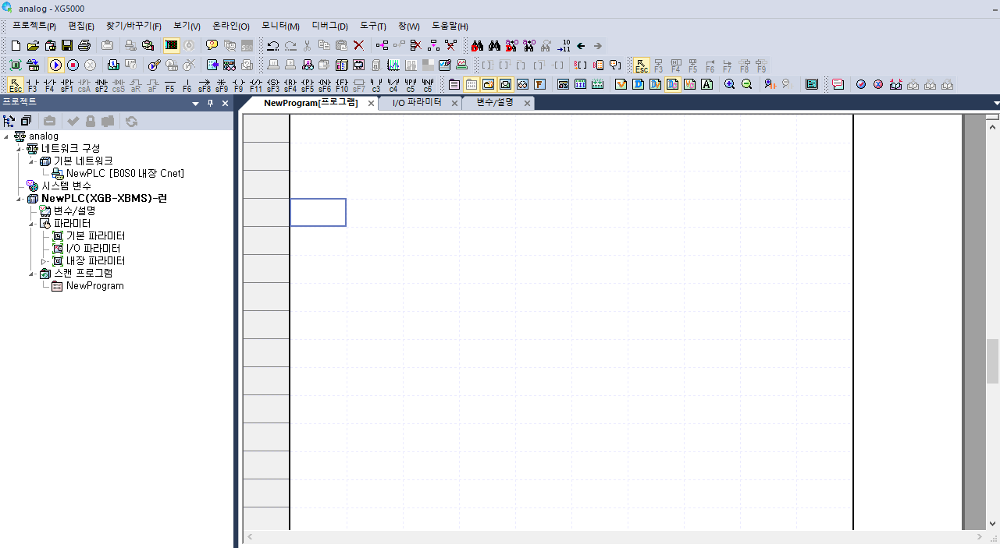 analog - XG5000
프로젝트(P) 편집(E) 찾기/바꾸기(F) 보기(V) 온라인(O) 모니터(M) 디버그(D) 도구(T) 창(W) 도움말(H)
Esc F3 F4 F5 F6 F7 F8 F9
Esc F3 F4 sF1 csA sF2 csS aR aF F5 F6 sF8 sF9 F9 F11 sF3 sF4 sF5 sF6 F10 sF7 c3 c4 c5 c6
프로젝트
NewProgram[프로그램] I/O 파라미터 변수/설명
analog
네트워크 구성
기본 네트워크
NewPLC [B0S0 내장 Cnet]
시스템 변수
NewPLC(XGB-XBMS)-런
변수/설명
파라미터
기본 파라미터
I/O 파라미터
내장 파라미터
스캔 프로그램
NewProgram